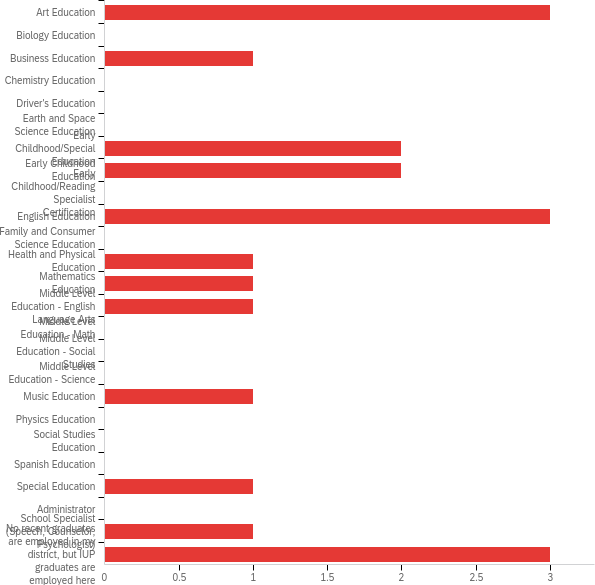 Art Education
Biology Education
Business Education
Chemistry Education
Driver's Education
Earth and Space
Science Education
Early
Childhood/Special
Education
Early Childhood
Education
Early
Childhood/Reading
Specialist
Certification
English Education
Family and Consumer
Science Education
Health and Physical
Education
Mathematics
Education
Middle Level
Education - English
Language Arts
Middle Level
Education - Math
Middle Level
Education - Social
Studies
Middle Level
Education - Science
Music Education
Physics Education
Social Studies
Education
Spanish Education
Special Education
Administrator
School Specialist
(Speech, Counselor,
Psychologist)
No recent graduates
are employed in my
district, but IUP
graduates are
employed here
0 0.5 1 1.5 2 2.5 3